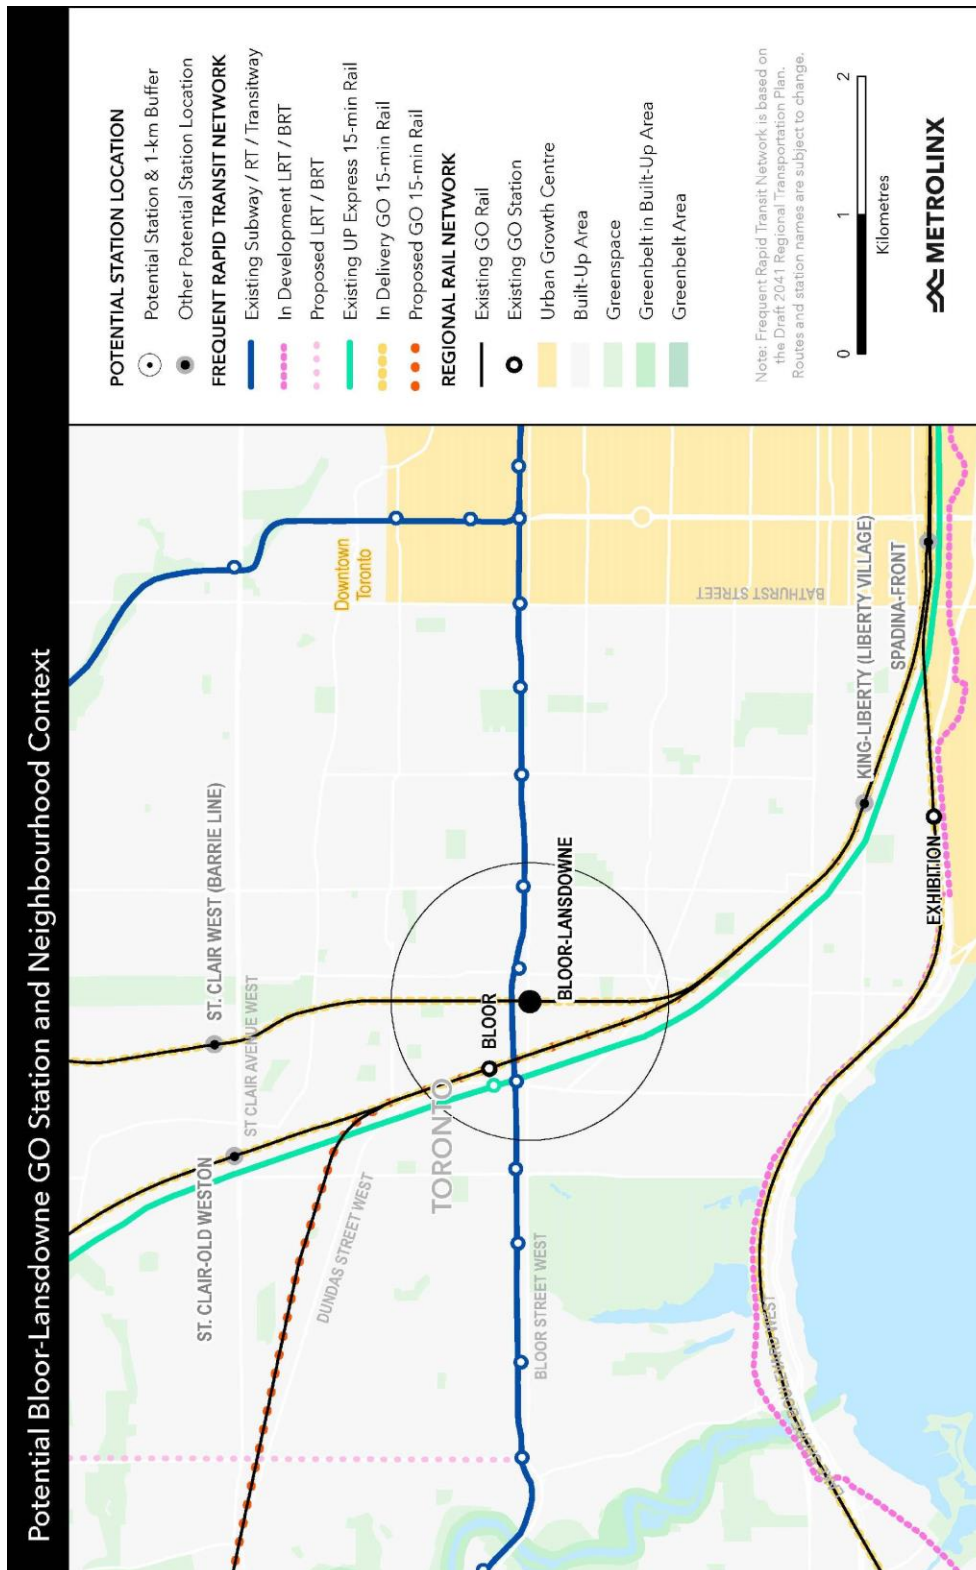 Potential Bloor-Lansdowne GO Station and Neighbourhood Context
ST. CLAIR-OLD WESTON
ST. CLAIR WEST (BARRIE LINE)
ST CLAIR AVENUE WEST
DUNDAS STREET WEST
Downtown
Toronto
TORONTO
BLOOR
BLOOR STREET WEST
BLOOR-LANSDOWNE
BATHURST STREET
KING-LIBERTY (LIBERTY VILLAGE)
SPADINA-FRONT
EXHIBITION
POTENTIAL STATION LOCATION
Potential Station & 1-km Buffer
Other Potential Station Location
FREQUENT RAPID TRANSIT NETWORK
Existing Subway / RT / Transitway
In Development LRT / BRT
Proposed LRT / BRT
Existing UP Express 15-min Rail
In Delivery GO 15-min Rail
Proposed GO 15-min Rail
REGIONAL RAIL NETWORK
Existing GO Rail
Existing GO Station
Urban Growth Centre
Built-Up Area
Greenspace
Greenbelt in Built-Up Area
Greenbelt Area
Note: Frequent Rapid Transit Network is based on
the Draft 2041 Regional Transportation Plan.
Routes and station names are subject to change.
0 1 2
Kilometres
METROLINX